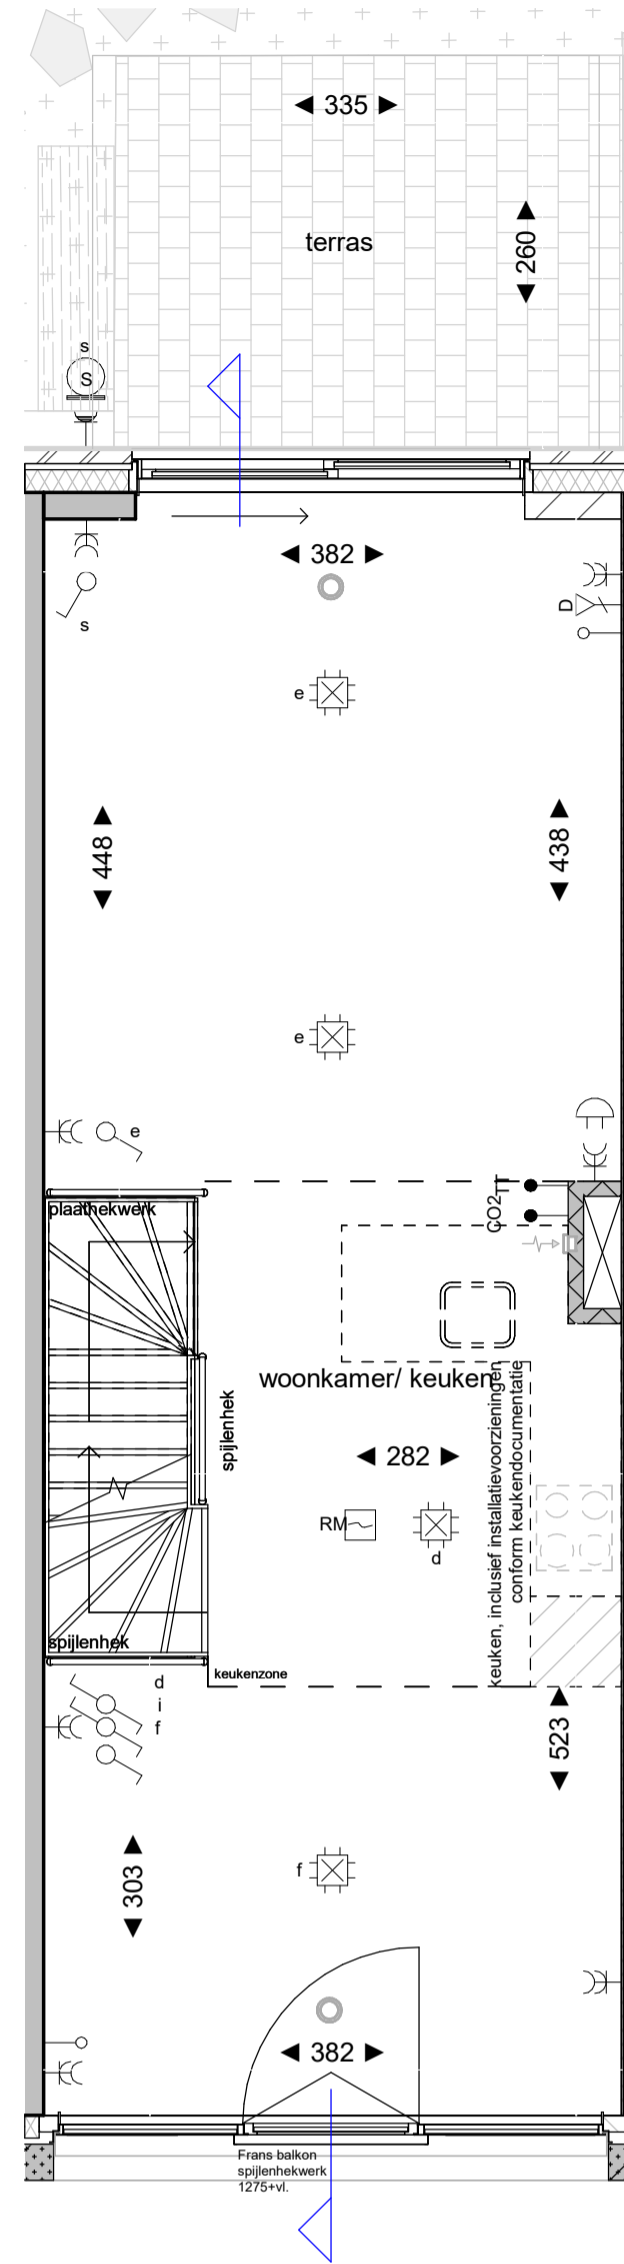 335
terras
260
s
S
382
s
D
e
448
438
e
e
TT
CO2
plaathekwerk
woonkamer/ keuken
spijlenhek
keuken, inclusief installatievoorzieningen
conform keukendocumentatie
282
RM
d
spijlenhek
keukenzone
d
i
f
523
303
f
382
Frans balkon
spijlenhekwerk
1275+vl.